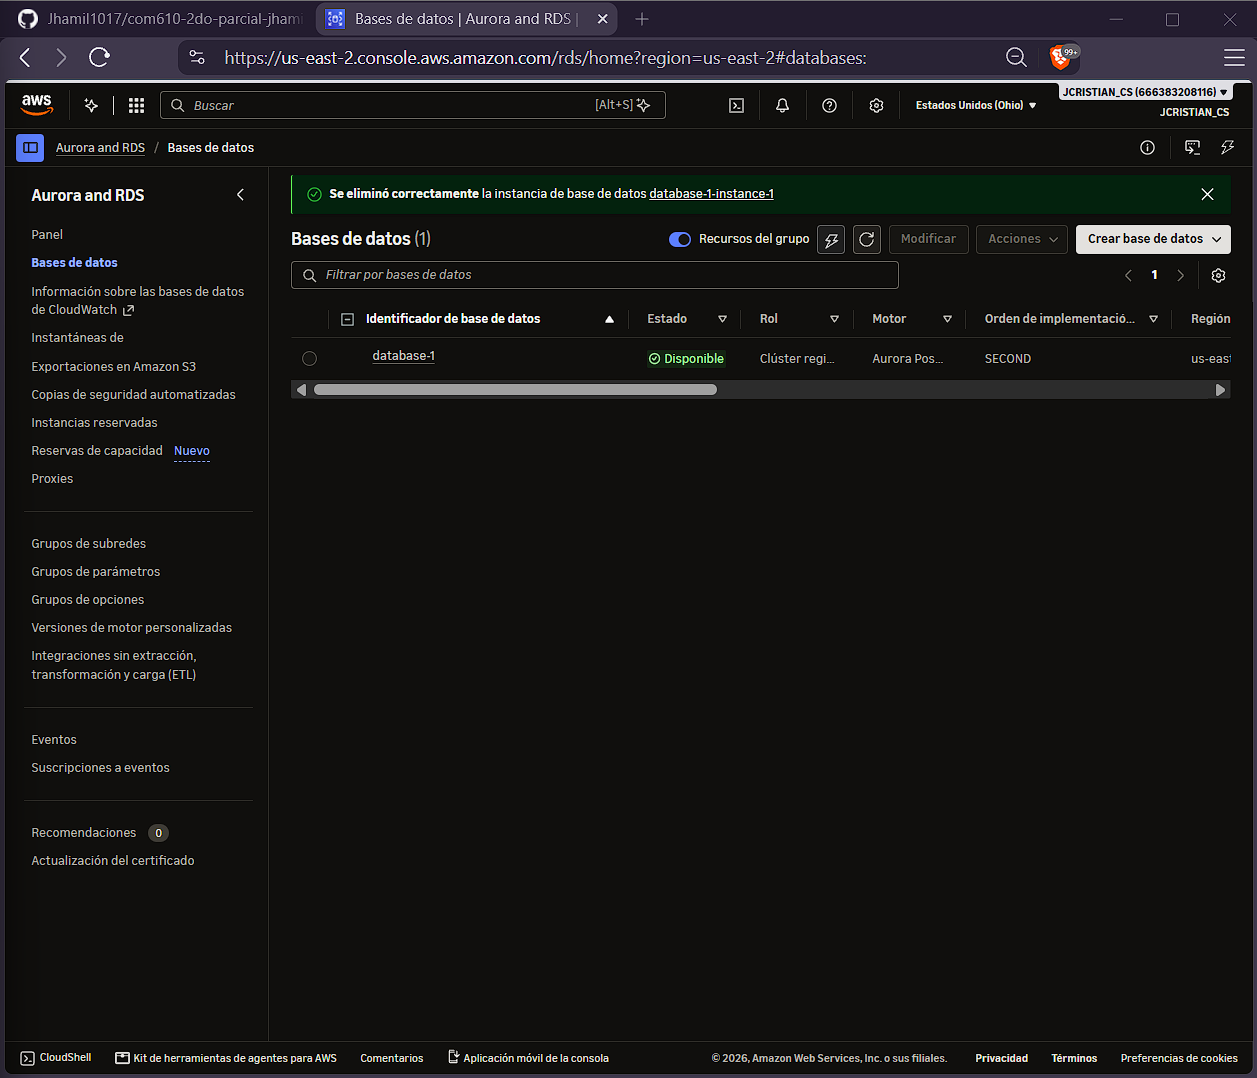 Jhamil1017/com610-2do-parcial-jhami
Bases de datos | Aurora and RDS |
https://us-east-2.console.aws.amazon.com/rds/home?region=us-east-2#databases:
99+
aws
Buscar
[Alt+S]
Estados Unidos (Ohio)
JCRISTIAN_CS (666383208116)
JCRISTIAN_CS
Aurora and RDS / Bases de datos
Aurora and RDS
Panel
Bases de datos
Información sobre las bases de datos
de CloudWatch
Instantáneas de
Exportaciones en Amazon S3
Copias de seguridad automatizadas
Instancias reservadas
Reservas de capacidad Nuevo
Proxies
Grupos de subredes
Grupos de parámetros
Grupos de opciones
Versiones de motor personalizadas
Integraciones sin extracción,
transformación y carga (ETL)
Eventos
Suscripciones a eventos
Recomendaciones 0
Actualización del certificado
Se eliminó correctamente la instancia de base de datos database-1-instance-1
Bases de datos (1)
Recursos del grupo
Modificar
Acciones
Crear base de datos
Filtrar por bases de datos
1
Identificador de base de datos Estado Rol Motor Orden de implementació... Región
database-1 Disponible Clúster regi... Aurora Pos... SECOND us-east
CloudShell Kit de herramientas de agentes para AWS Comentarios Aplicación móvil de la consola © 2026, Amazon Web Services, Inc. o sus filiales. Privacidad Términos Preferencias de cookies